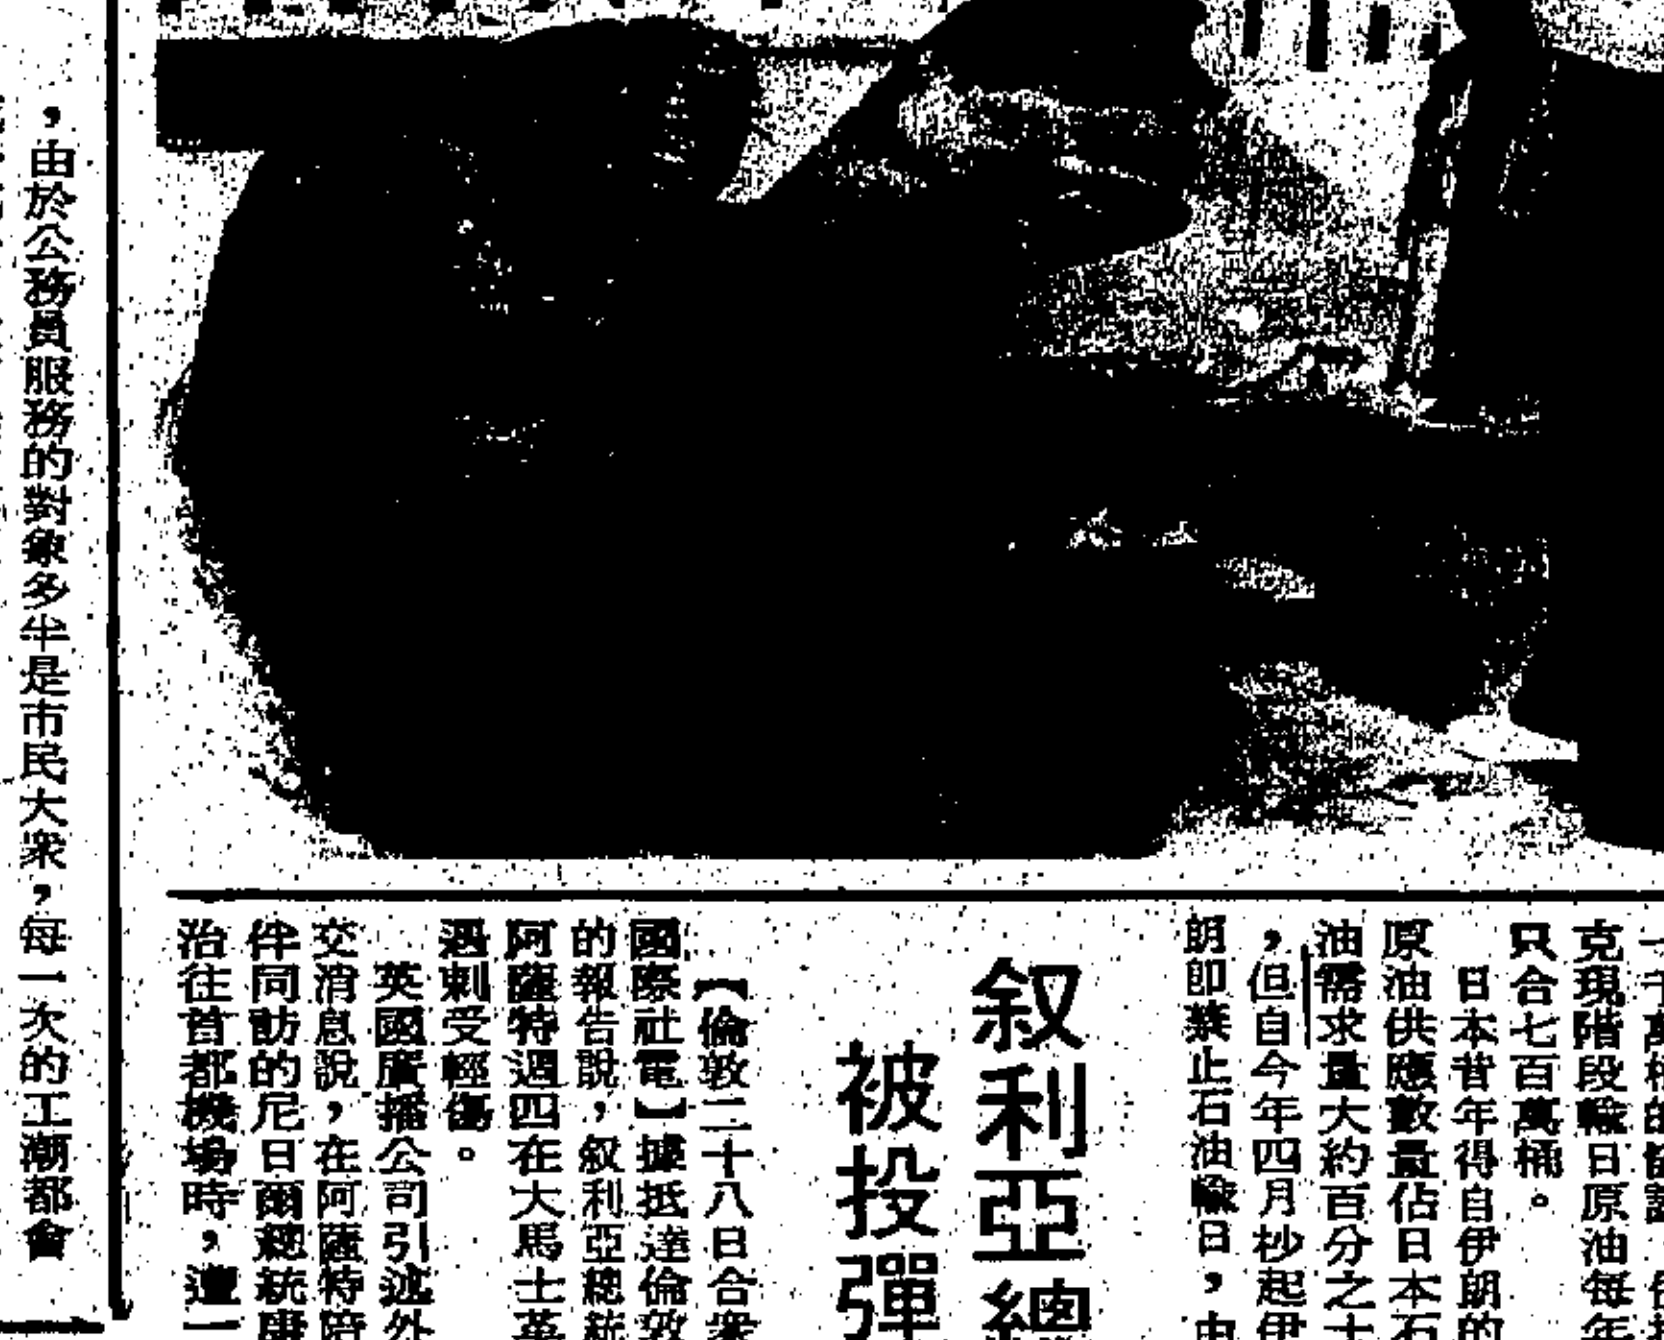 克現階段輸日原油每年
只合七百萬桶。
日本昔年得自伊朗的
原油供應數量佔日本石
油需求量大約百分之十
,但自今年四月抄起伊
朗即禁止石油輸日,由
叙利亞總
被投彈
【倫敦二十八日合衆
國際社電】據抵達倫敦
的報告說,叙利亞總統
阿薩特週四在大馬士革
遇刺受輕傷。
英國廣播公司引述外
交消息說,在阿薩特陪
伴同訪的尼日爾總統康
治往首都機場時,遭一
,由於公務員服務的對象多半是市民大衆,每一次的工潮都會